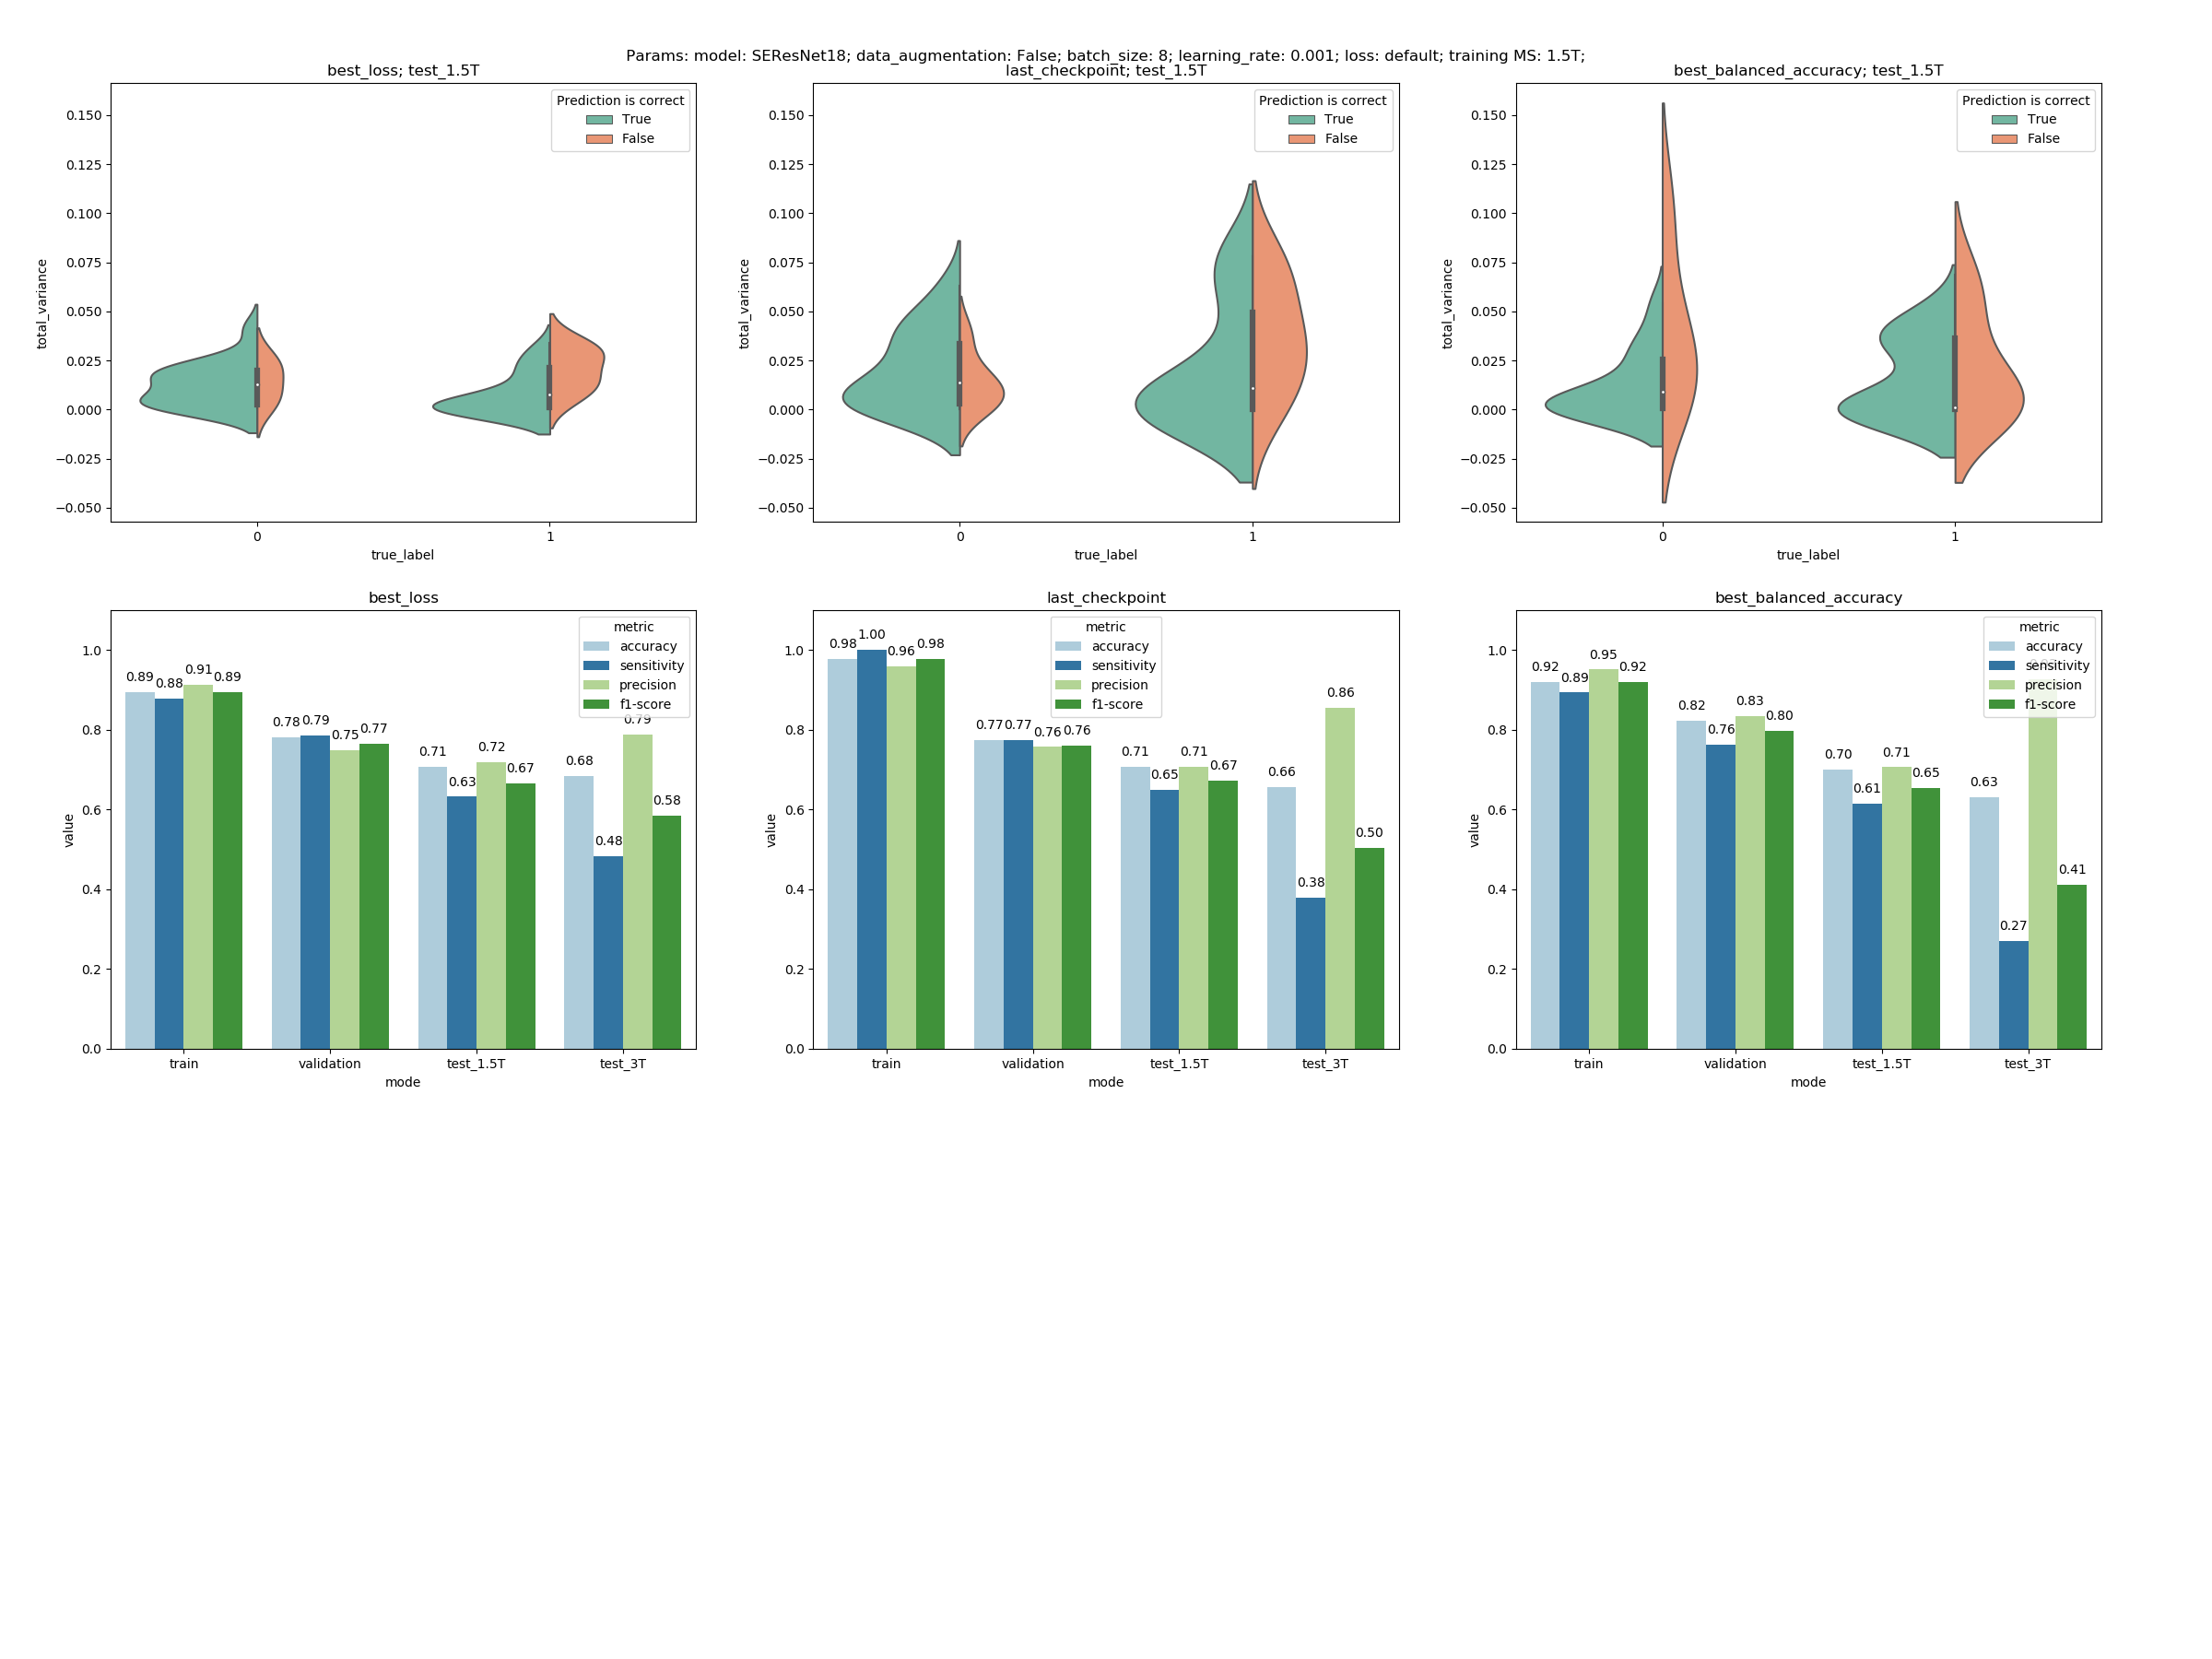 Params: model: SEResNet18; data_augmentation: False; batch_size: 8; learning_rate: 0.001; loss: default; training MS: 1.5T;
best_loss; test_1.5T
total_variance
0.150
0.125
0.100
0.075
0.050
0.025
0.000
−0.025
−0.050
Prediction is correct
True
False
0 1
true_label
last_checkpoint; test_1.5T
total_variance
0.150
0.125
0.100
0.075
0.050
0.025
0.000
−0.025
−0.050
Prediction is correct
True
False
0 1
true_label
best_balanced_accuracy; test_1.5T
total_variance
0.150
0.125
0.100
0.075
0.050
0.025
0.000
−0.025
−0.050
Prediction is correct
True
False
0 1
true_label
best_loss
value
1.0
0.8
0.6
0.4
0.2
0.0
metric
accuracy
sensitivity
precision
f1-score
0.89 0.88 0.91 0.89
0.78 0.79 0.75 0.77
0.71 0.63 0.72 0.67
0.68 0.48 0.79 0.58
train validation test_1.5T test_3T
mode
last_checkpoint
value
1.0
0.8
0.6
0.4
0.2
0.0
metric
accuracy
sensitivity
precision
f1-score
0.98 1.00 0.96 0.98
0.77 0.77 0.76 0.76
0.71 0.65 0.71 0.67
0.66 0.38 0.86 0.50
train validation test_1.5T test_3T
mode
best_balanced_accuracy
value
1.0
0.8
0.6
0.4
0.2
0.0
metric
accuracy
sensitivity
precision
f1-score
0.92 0.89 0.95 0.92
0.82 0.76 0.83 0.80
0.70 0.61 0.71 0.65
0.63 0.27 0.41
train validation test_1.5T test_3T
mode